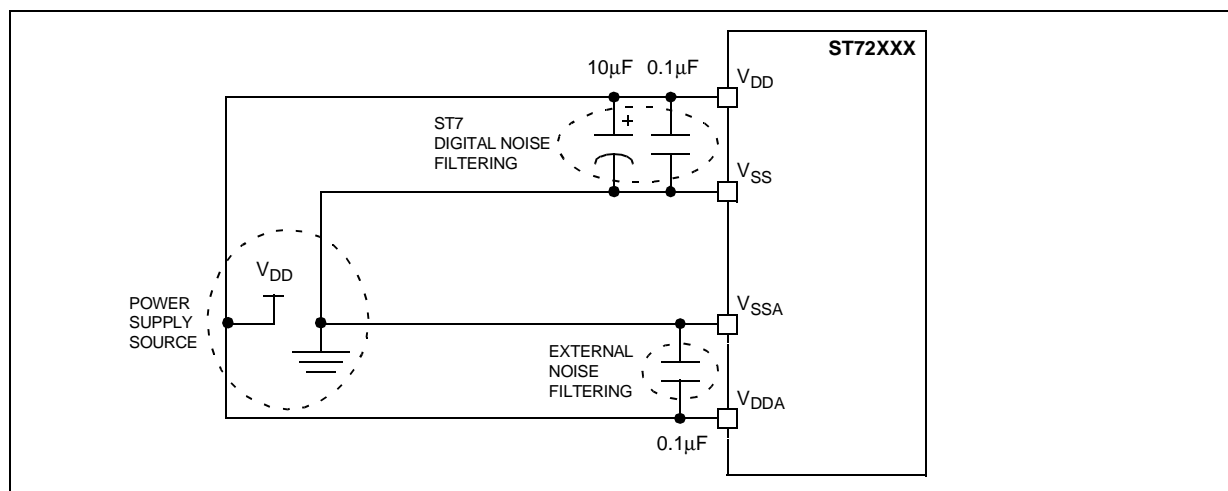 ST72XXX
10μF 0.1μF
VDD
+
ST7
DIGITAL NOISE
FILTERING
VSS
VDD
POWER
SUPPLY
SOURCE
VSSA
EXTERNAL
NOISE
FILTERING
VDDA
0.1μF